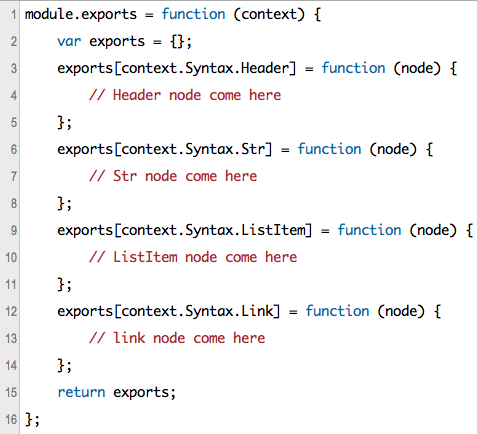 1 module.exports = function (context) {
2     var exports = {};
3     exports[context.Syntax.Header] = function (node) {
4         // Header node come here
5     };
6     exports[context.Syntax.Str] = function (node) {
7         // Str node come here
8     };
9     exports[context.Syntax.ListItem] = function (node) {
10         // ListItem node come here
11     };
12     exports[context.Syntax.Link] = function (node) {
13         // link node come here
14     };
15     return exports;
16 };